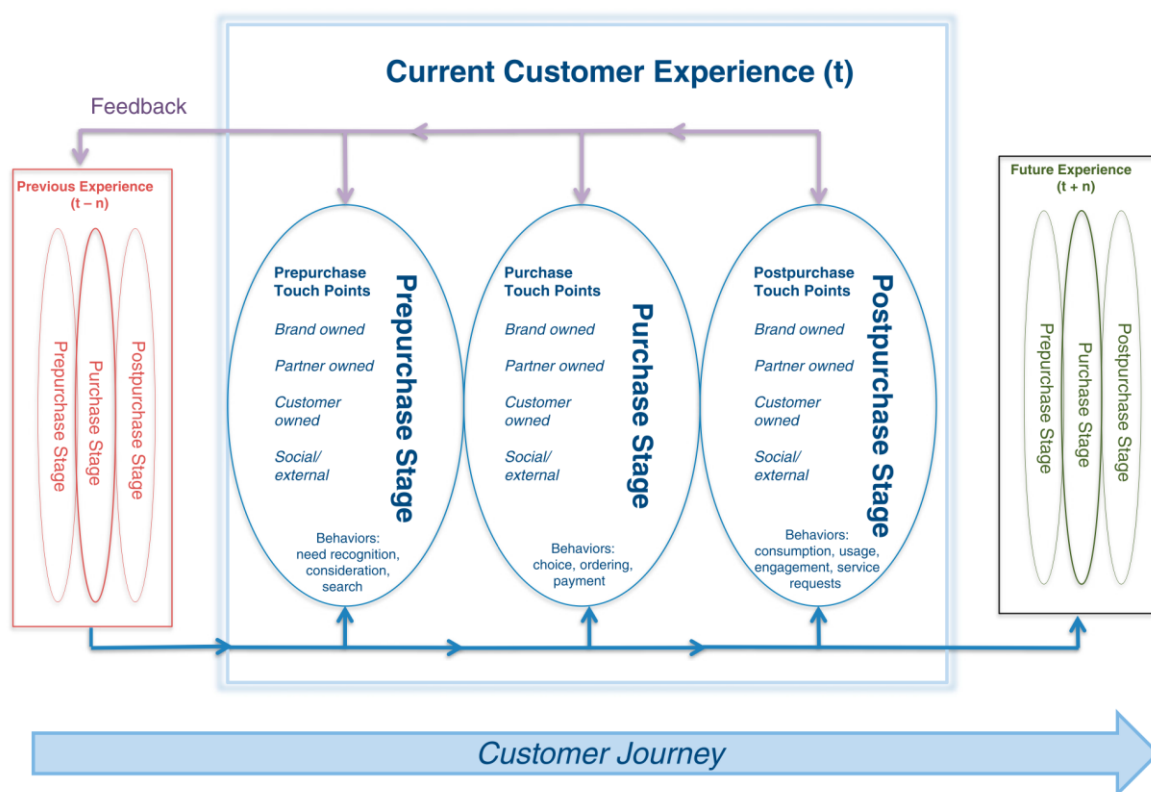 Current Customer Experience (t)
Feedback
Previous Experience
(t – n)
Prepurchase Stage
Purchase Stage
Postpurchase Stage
Prepurchase
Touch Points
Brand owned
Partner owned
Customer
owned
Social/
external
Prepurchase Stage
Behaviors:
need recognition,
consideration,
search
Purchase
Touch Points
Brand owned
Partner owned
Customer
owned
Social/
external
Purchase Stage
Behaviors:
choice, ordering,
payment
Postpurchase
Touch Points
Brand owned
Partner owned
Customer
owned
Social/
external
Postpurchase Stage
Behaviors:
consumption, usage,
engagement, service
requests
Future Experience
(t + n)
Prepurchase Stage
Purchase Stage
Postpurchase Stage
Customer Journey